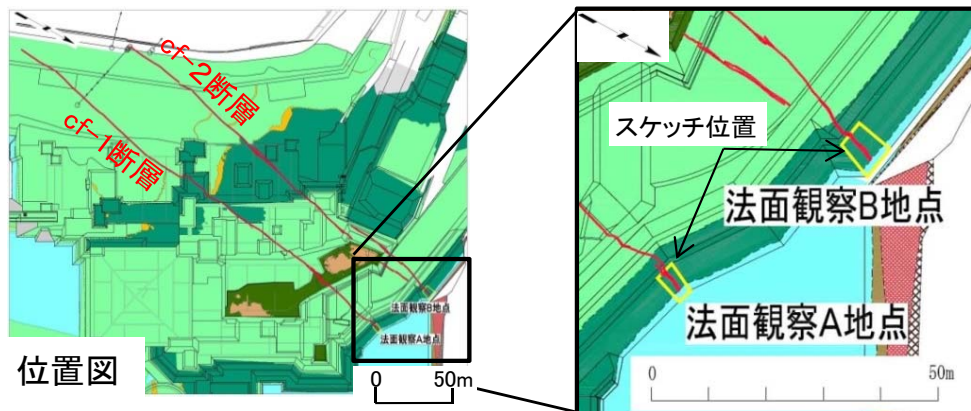 cf-2断層
cf-1断層
法面観察B地点
法面観察A地点
位置図
0 50m
スケッチ位置
法面観察B地点
法面観察A地点
0 50m